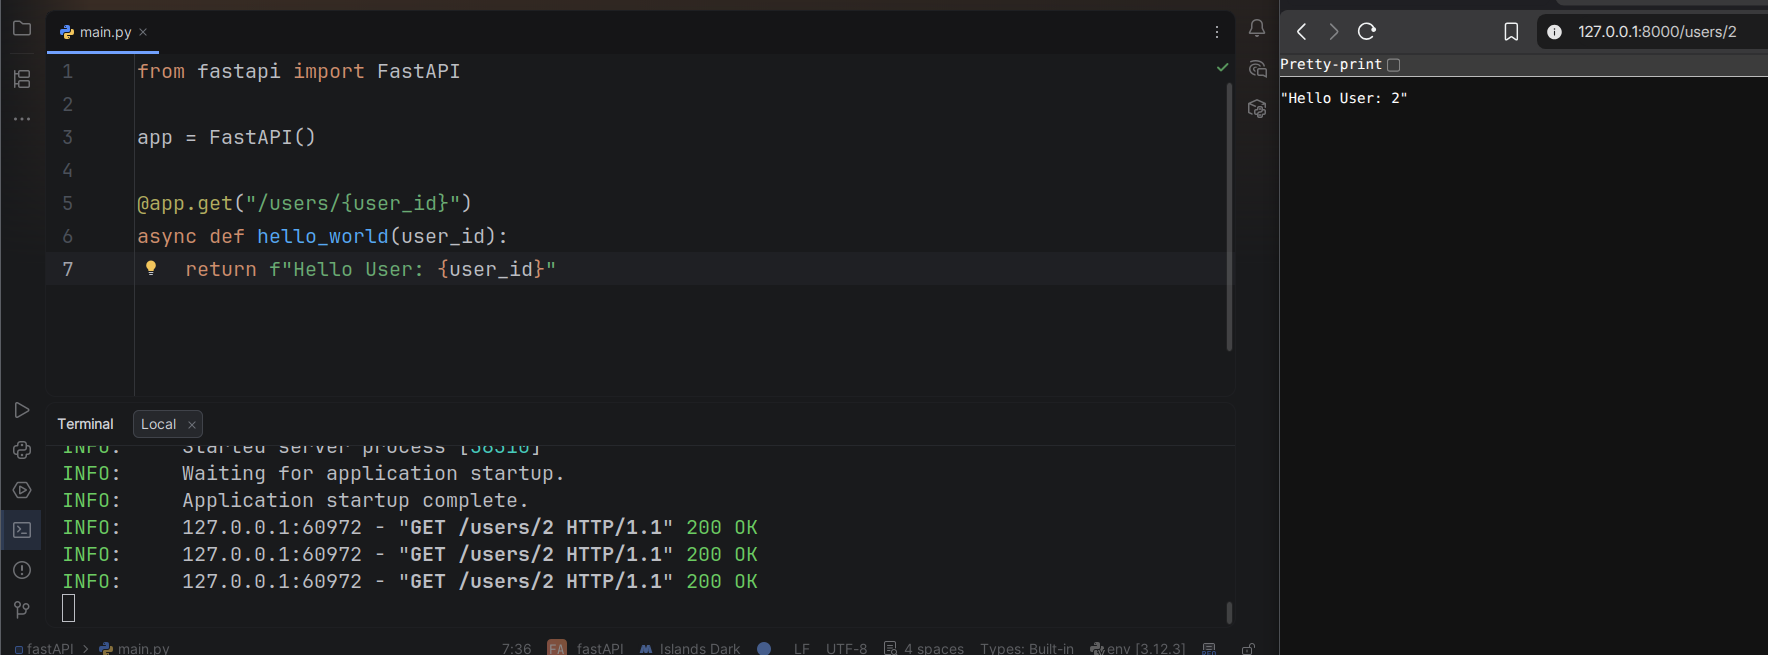 main.py
1 from fastapi import FastAPI
2
3 app = FastAPI()
4
5 @app.get("/users/{user_id}")
6 async def hello_world(user_id):
7 return f"Hello User: {user_id}"
Terminal Local
INFO: Started server process [58510]
INFO: Waiting for application startup.
INFO: Application startup complete.
INFO: 127.0.0.1:60972 - "GET /users/2 HTTP/1.1" 200 OK
INFO: 127.0.0.1:60972 - "GET /users/2 HTTP/1.1" 200 OK
INFO: 127.0.0.1:60972 - "GET /users/2 HTTP/1.1" 200 OK
fastAPI > main.py 7:36 FA fastAPI Islands Dark LF UTF-8 4 spaces Types: Built-in env [3.12.3]
127.0.0.1:8000/users/2
Pretty-print
"Hello User: 2"